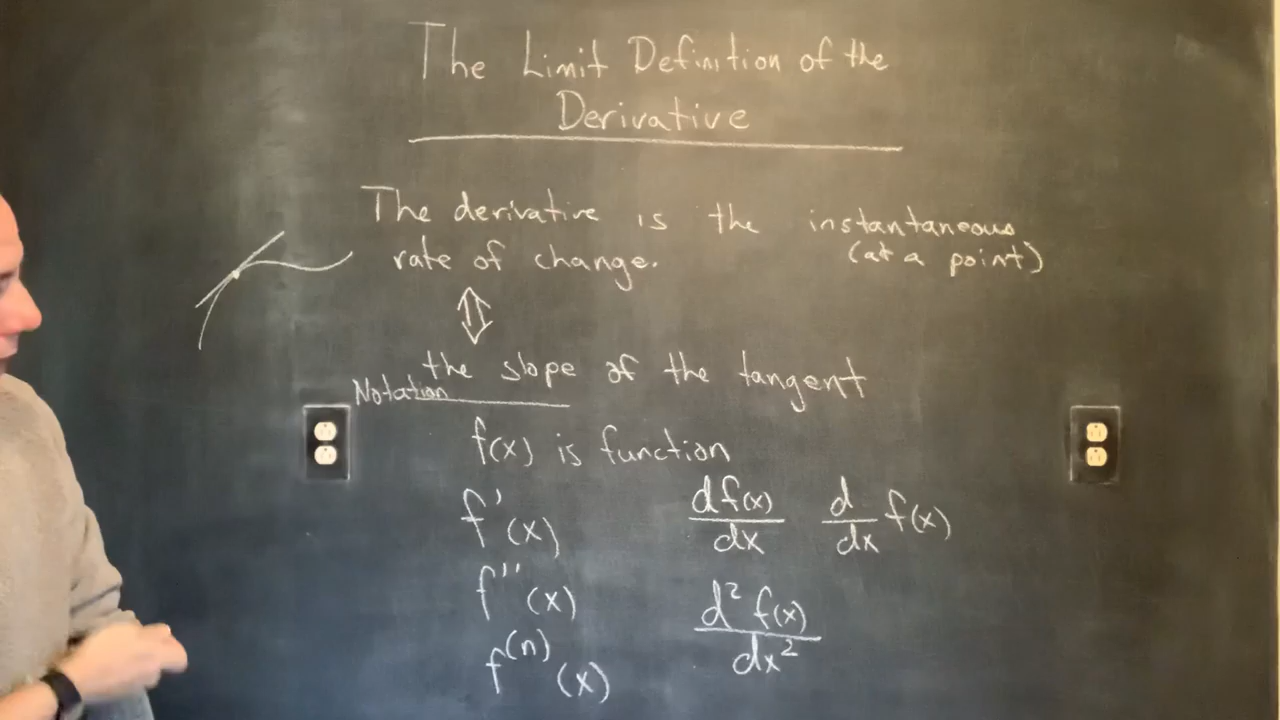 The Limit Definition of the
Derivative
The derivative is the instantaneous
rate of change. (at a point)
⇕
the slope of the tangent
Notation
f(x) is function
f'(x) df(x)/dx d/dx f(x)
f''(x) d² f(x)/dx²
f⁽ⁿ⁾(x)